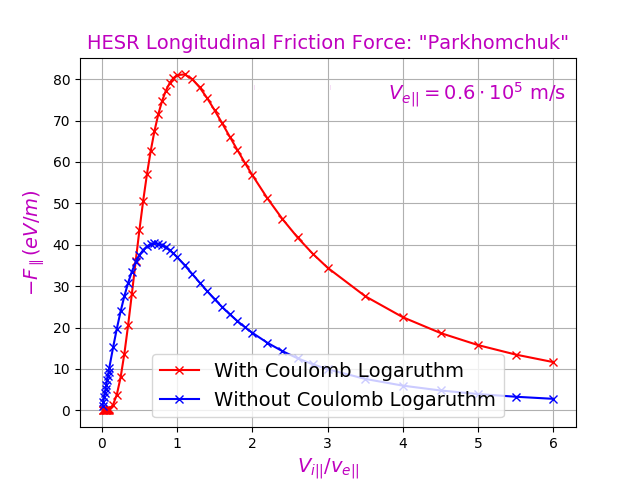 HESR Longitudinal Friction Force: "Parkhomchuk"
V_{e||} = 0.6 · 10^5 m/s
−F_∥ (eV/m)
80
70
60
50
40
30
20
10
0
With Coulomb Logaruthm
Without Coulomb Logaruthm
0 1 2 3 4 5 6
V_{i||}/v_{e||}